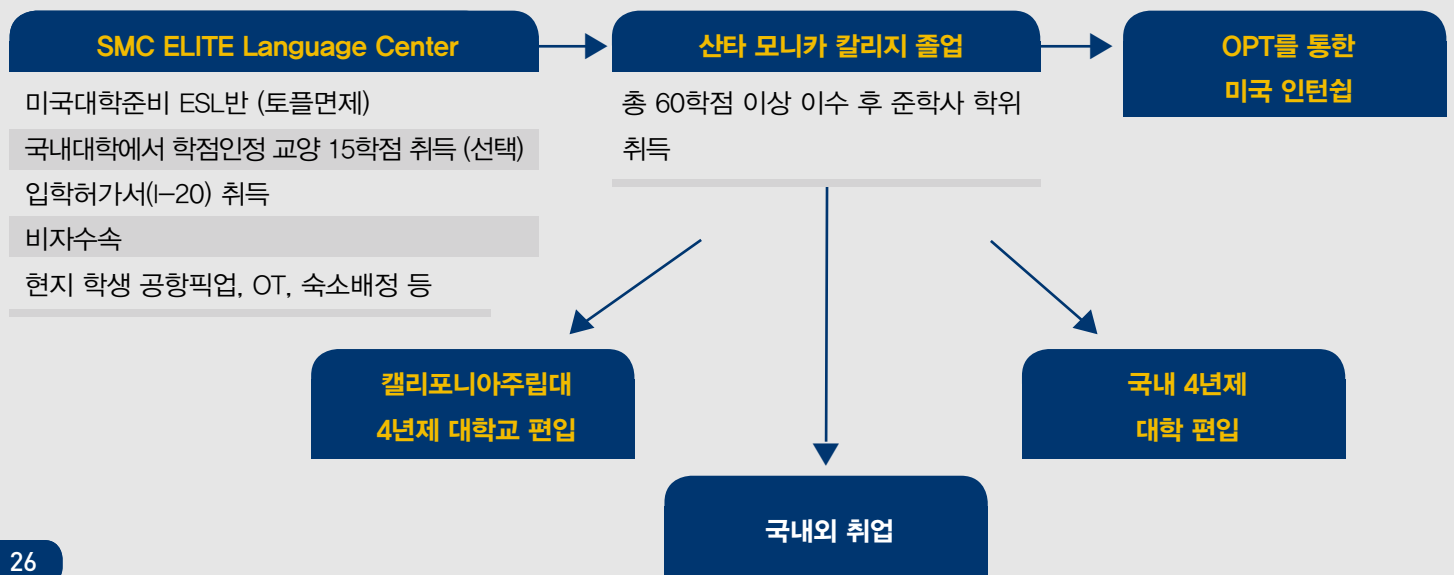 SMC ELITE Language Center
미국대학준비 ESL반 (토플면제)
국내대학에서 학점인정 교양 15학점 취득 (선택)
입학허가서(I-20) 취득
비자수속
현지 학생 공항픽업, OT, 숙소배정 등
산타 모니카 칼리지 졸업
총 60학점 이상 이수 후 준학사 학위
취득
OPT를 통한
미국 인턴쉽
캘리포니아주립대
4년제 대학교 편입
국내외 취업
국내 4년제
대학 편입
26